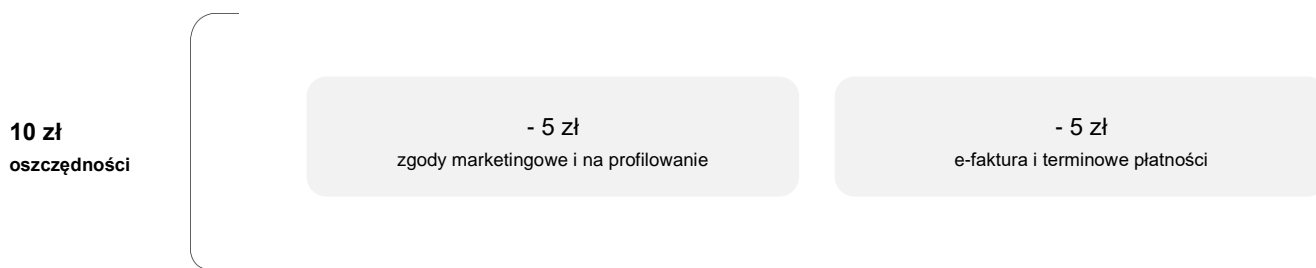 10 zł
oszczędności
- 5 zł
zgody marketingowe i na profilowanie
- 5 zł
e-faktura i terminowe płatności